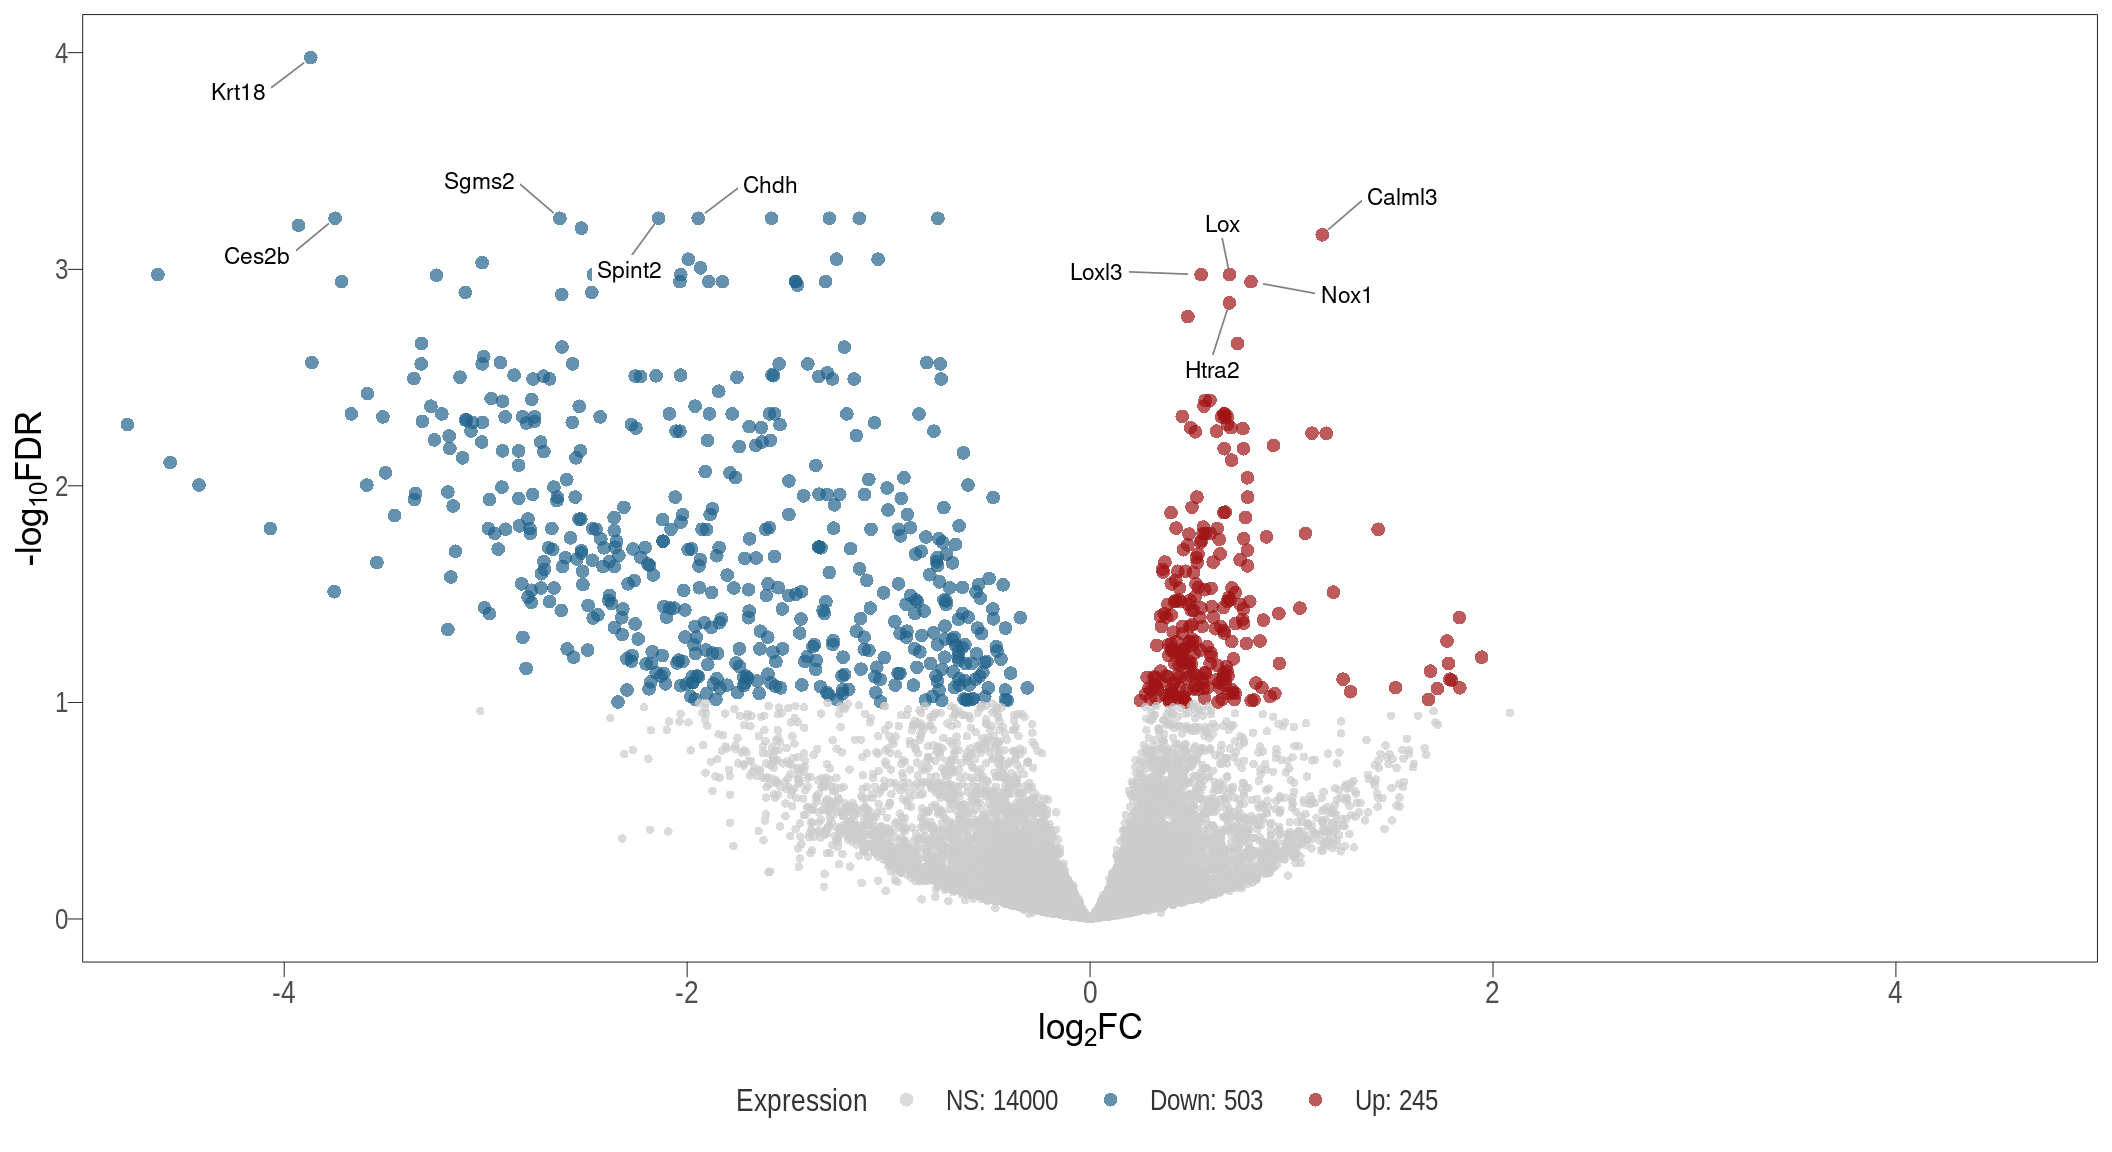 4
3
2
1
0
-log10FDR
Krt18
Sgms2
Chdh
Calml3
Lox
Ces2b
Spint2
Loxl3
Nox1
Htra2
-4
-2
0
2
4
log2FC
Expression NS: 14000 Down: 503 Up: 245